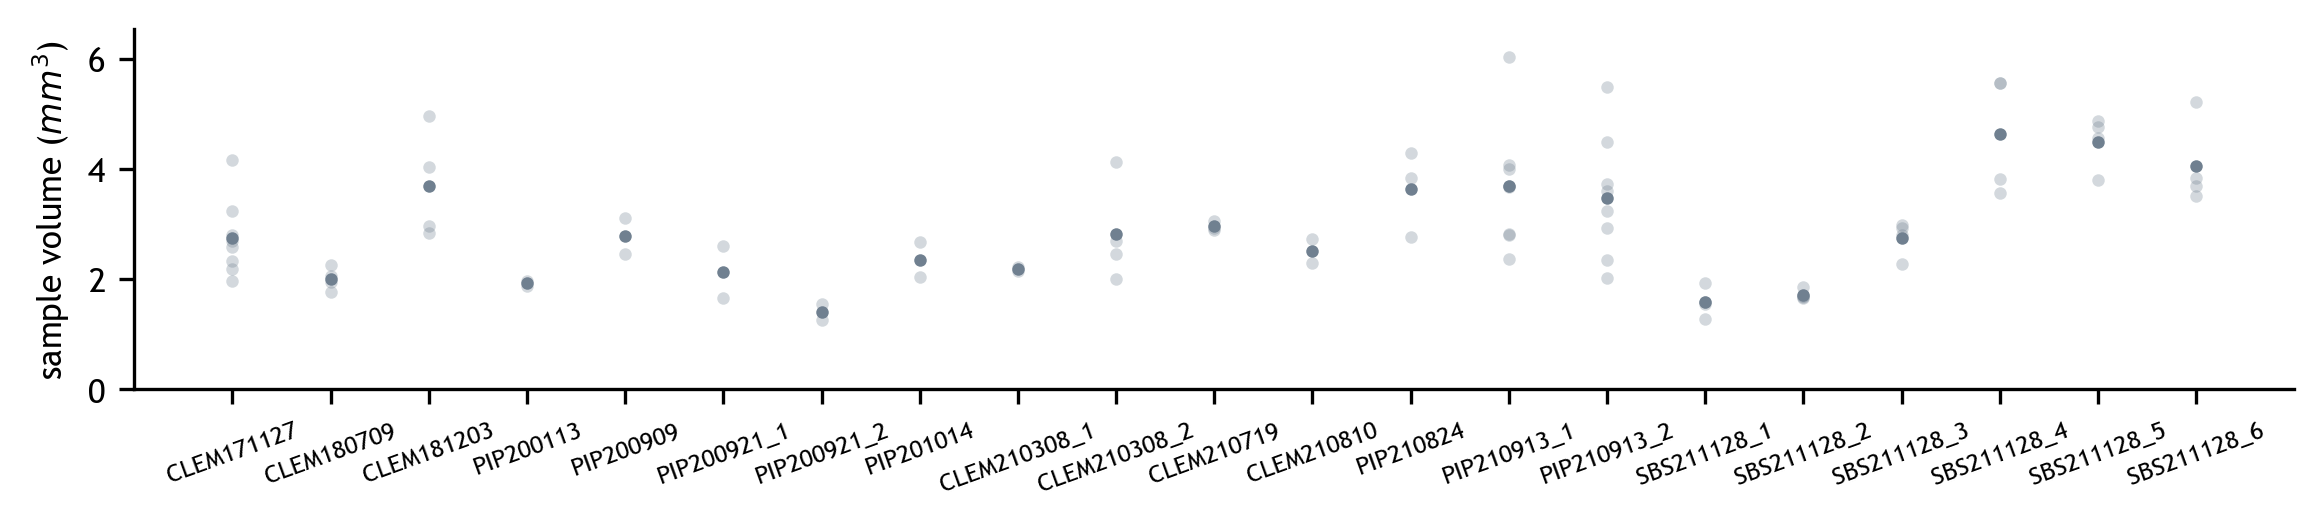 sample volume (mm³)
6
4
2
0
CLEM171127
CLEM180709
CLEM181203
PIP200113
PIP200909
PIP200921_1
PIP200921_2
PIP201014
CLEM210308_1
CLEM210308_2
CLEM210719
CLEM210810
PIP210824
PIP210913_1
PIP210913_2
SBS211128_1
SBS211128_2
SBS211128_3
SBS211128_4
SBS211128_5
SBS211128_6